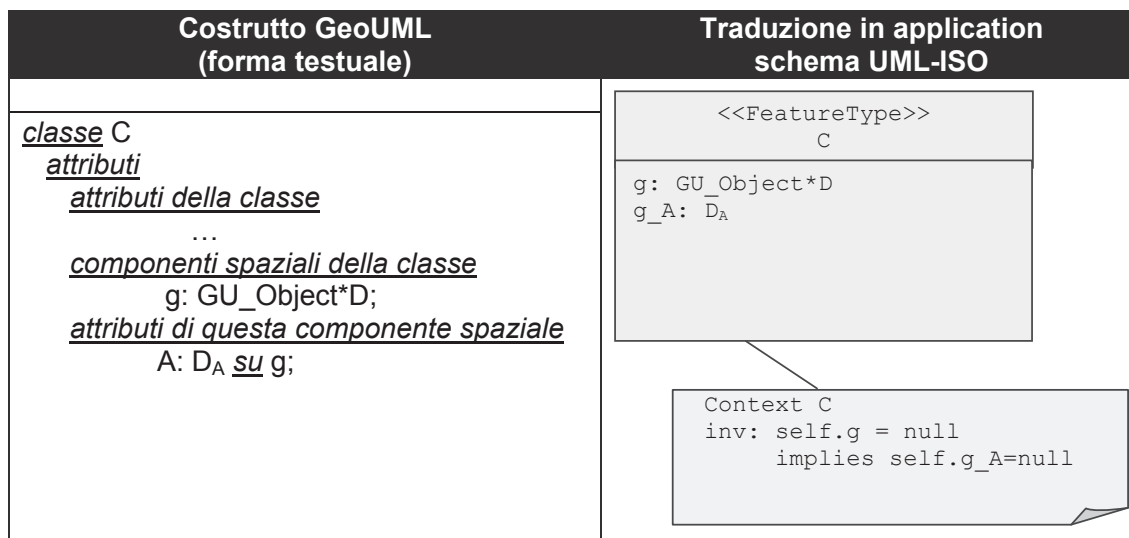 Costrutto GeoUML
(forma testuale)
Traduzione in application
schema UML-ISO
classe C
attributi
attributi della classe
…
componenti spaziali della classe
g: GU_Object*D;
attributi di questa componente spaziale
A: DA su g;
<<FeatureType>>
C
g: GU_Object*D
g_A: DA
Context C
inv: self.g = null
implies self.g_A=null